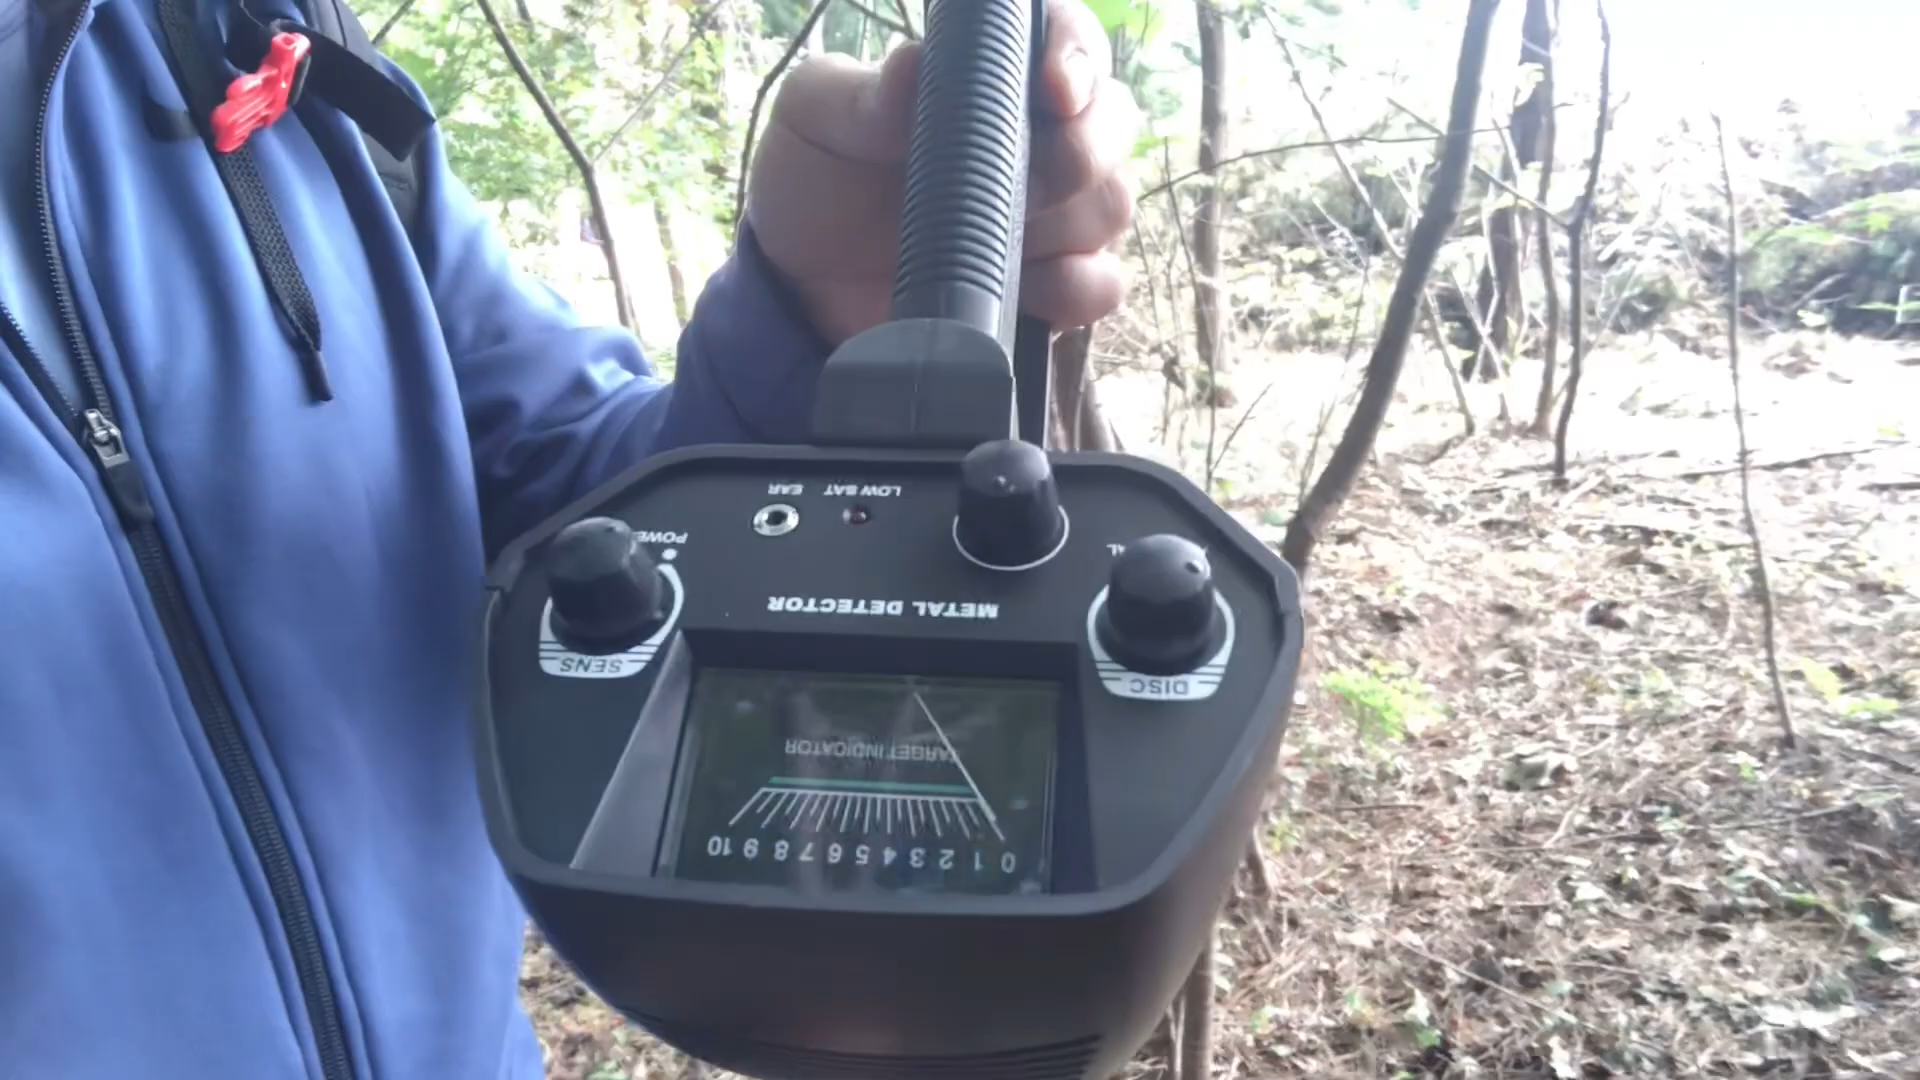 0 1 2 3 4 5 6 7 8 9 10
TARGET INDICATOR
DISC
SENS
METAL DETECTOR
POWER
LOW BAT
EAR